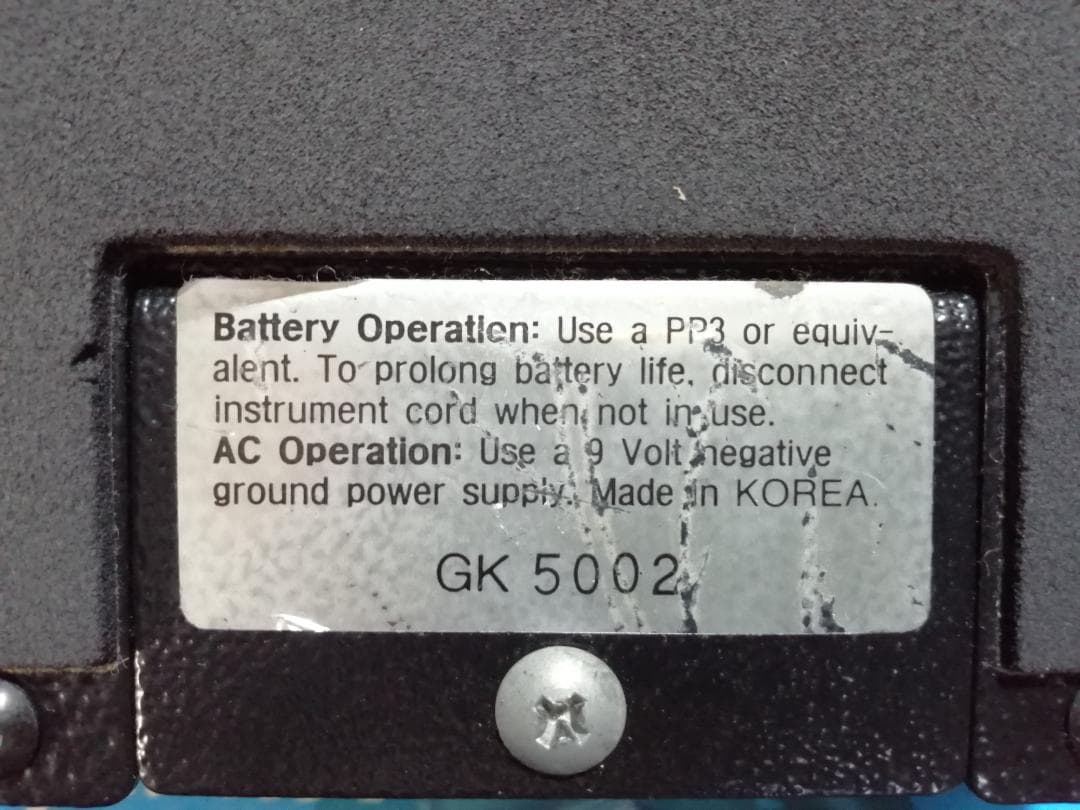 Battery Operation: Use a PP3 or equiv-
alent. To prolong battery life, disconnect
instrument cord when not in use.
AC Operation: Use a 9 Volt negative
ground power supply. Made in KOREA.
GK 5002